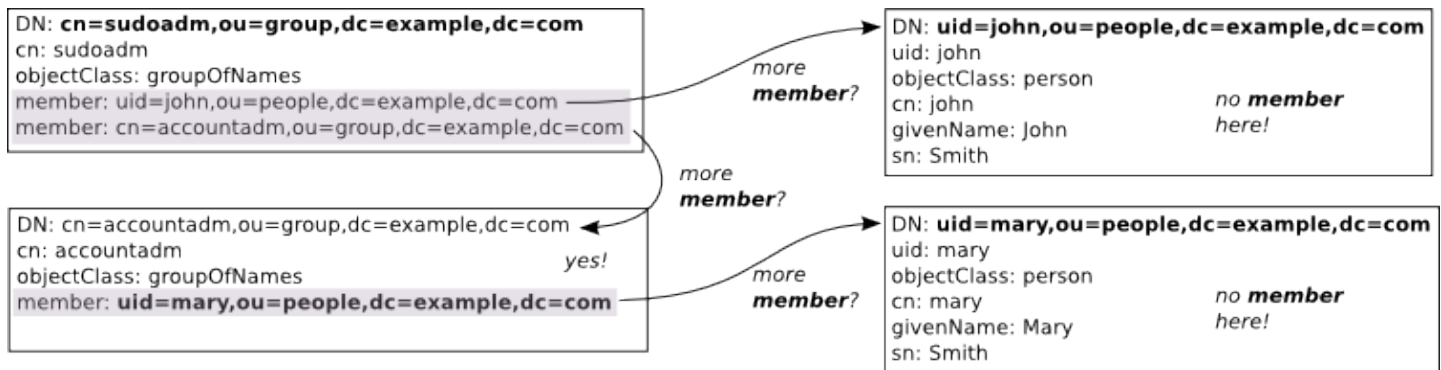 DN: cn=sudoadm,ou=group,dc=example,dc=com
cn: sudoadm
objectClass: groupOfNames
member: uid=john,ou=people,dc=example,dc=com
member: cn=accountadm,ou=group,dc=example,dc=com
more
member?
DN: uid=john,ou=people,dc=example,dc=com
uid: john
objectClass: person
cn: john
givenName: John
sn: Smith
no member
here!
more
member?
DN: cn=accountadm,ou=group,dc=example,dc=com
cn: accountadm
objectClass: groupOfNames
member: uid=mary,ou=people,dc=example,dc=com
yes!
more
member?
DN: uid=mary,ou=people,dc=example,dc=com
uid: mary
objectClass: person
cn: mary
givenName: Mary
sn: Smith
no member
here!